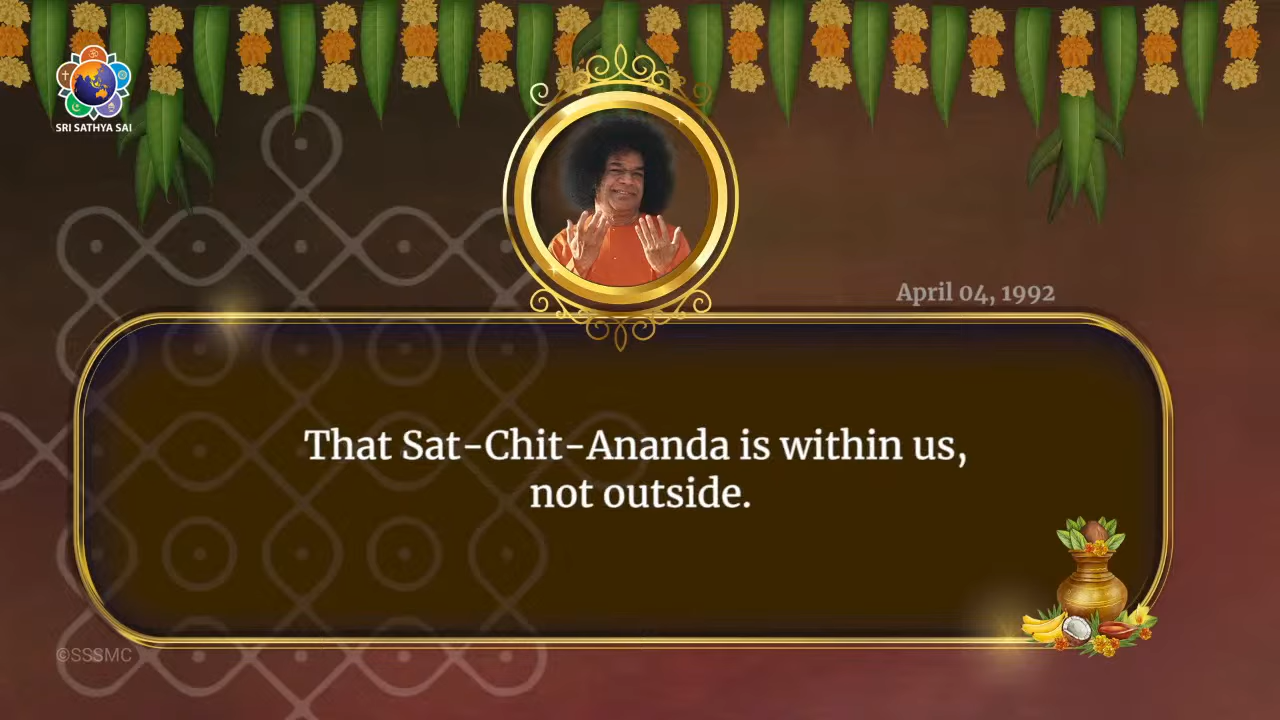 SRI SATHYA SAI
April 04, 1992
That Sat-Chit-Ananda is within us,
not outside.
©SSSMC